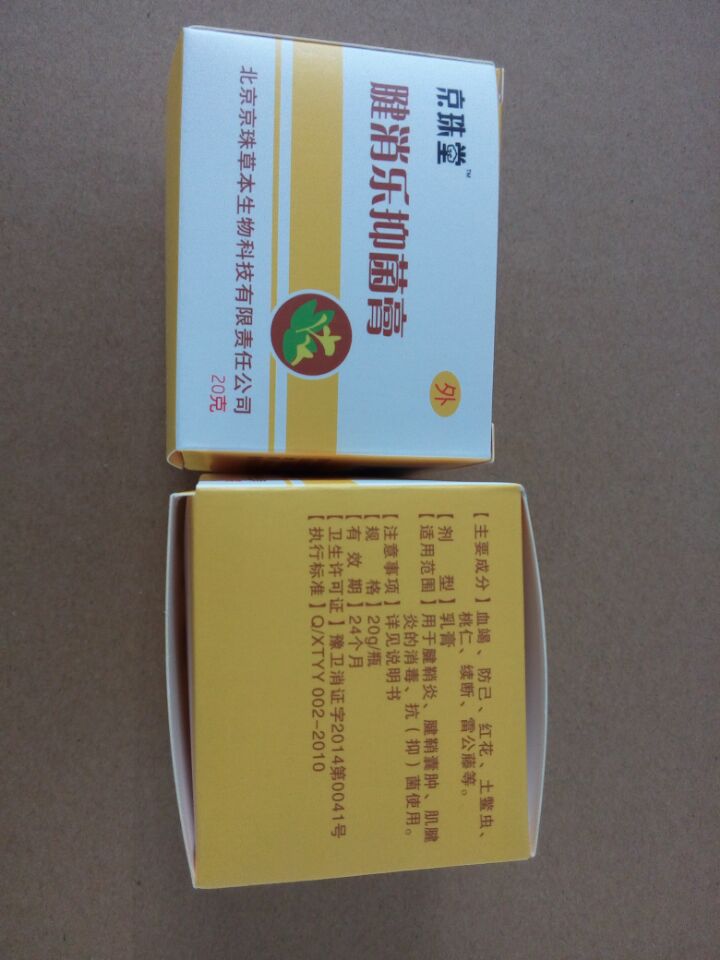 京珠堂™
腱消乐抑菌膏
外
北京京珠草本生物科技有限责任公司
20克
【主要成分】血竭、防己、红花、土鳖虫、
桃仁、续断、雷公藤等。
【剂 型】乳膏
【适用范围】用于腱鞘炎、腱鞘囊肿、肌腱
炎的消毒、抗(抑)菌使用。
【注意事项】详见说明书
【规 格】20g/瓶
【有 效 期】24个月
【卫生许可证】豫卫消证字2014第0041号
【执行标准】Q/XTYY 002-2010